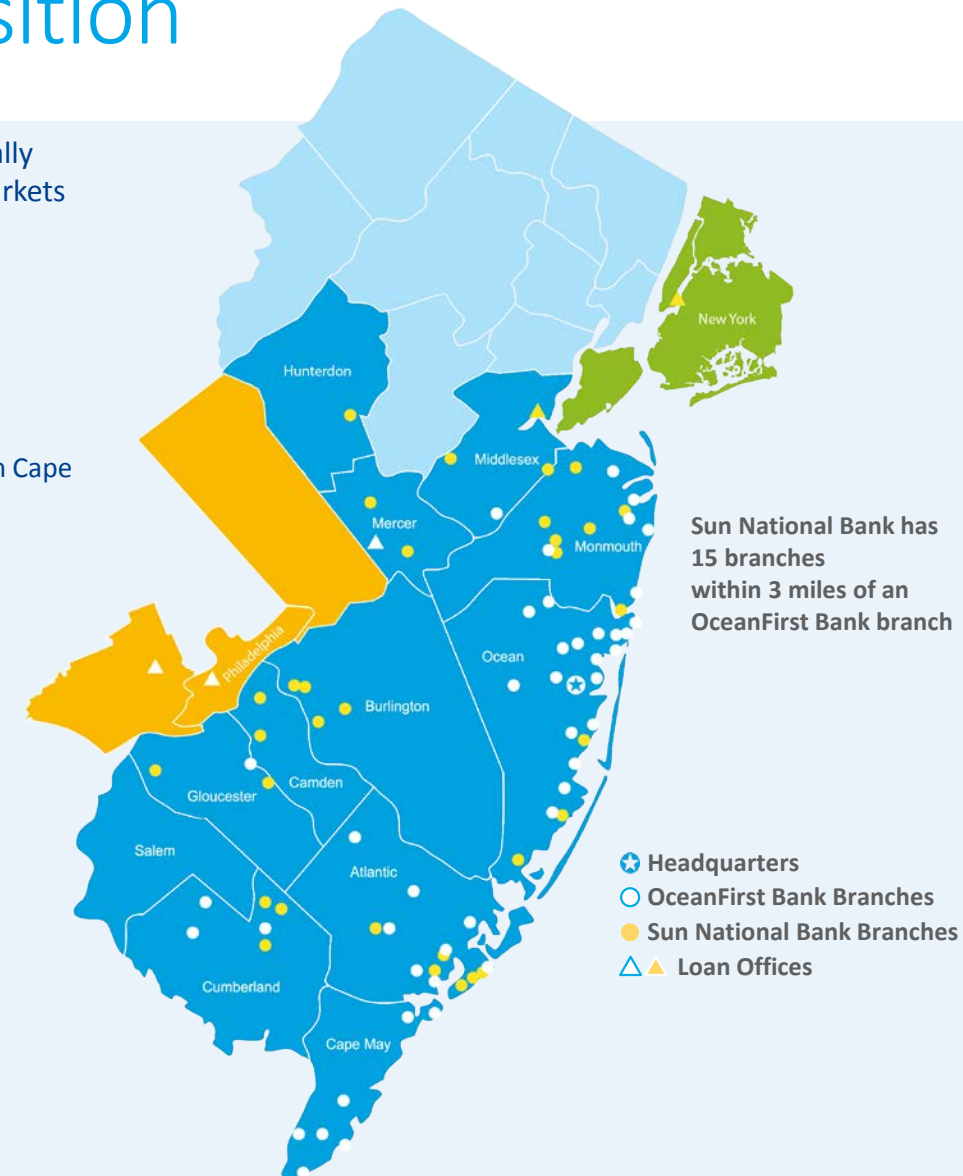 sition
ally
rkets
n Cape
New York
Hunterdon
Middlesex
Mercer
Monmouth
Sun National Bank has
15 branches
within 3 miles of an
OceanFirst Bank branch
Philadelphia
Ocean
Burlington
Camden
Gloucester
Salem
Atlantic
Headquarters
OceanFirst Bank Branches
Sun National Bank Branches
Loan Offices
Cumberland
Cape May